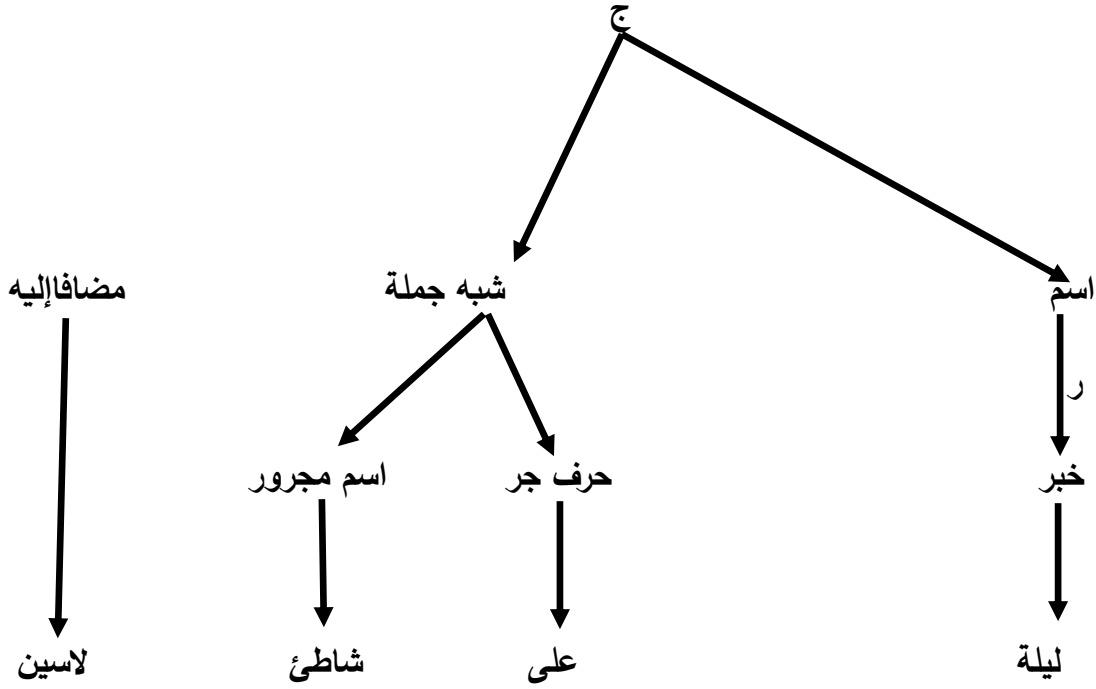 ج
اسم شبه جملة مضافاإليه
ر
خبر حرف جر اسم مجرور
ليلة على شاطئ لاسين